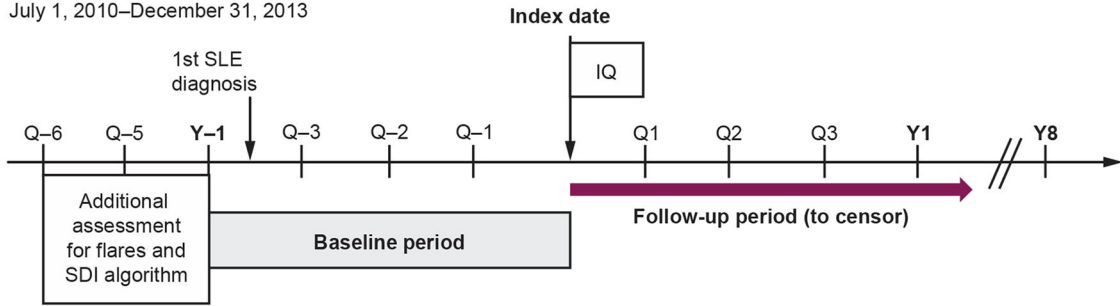 July 1, 2010–December 31, 2013
Index date
1st SLE
diagnosis
IQ
Q–6
Q–5
Y–1
Q–3
Q–2
Q–1
Q1
Q2
Q3
Y1
Y8
Additional
assessment
for flares and
SDI algorithm
Baseline period
Follow-up period (to censor)